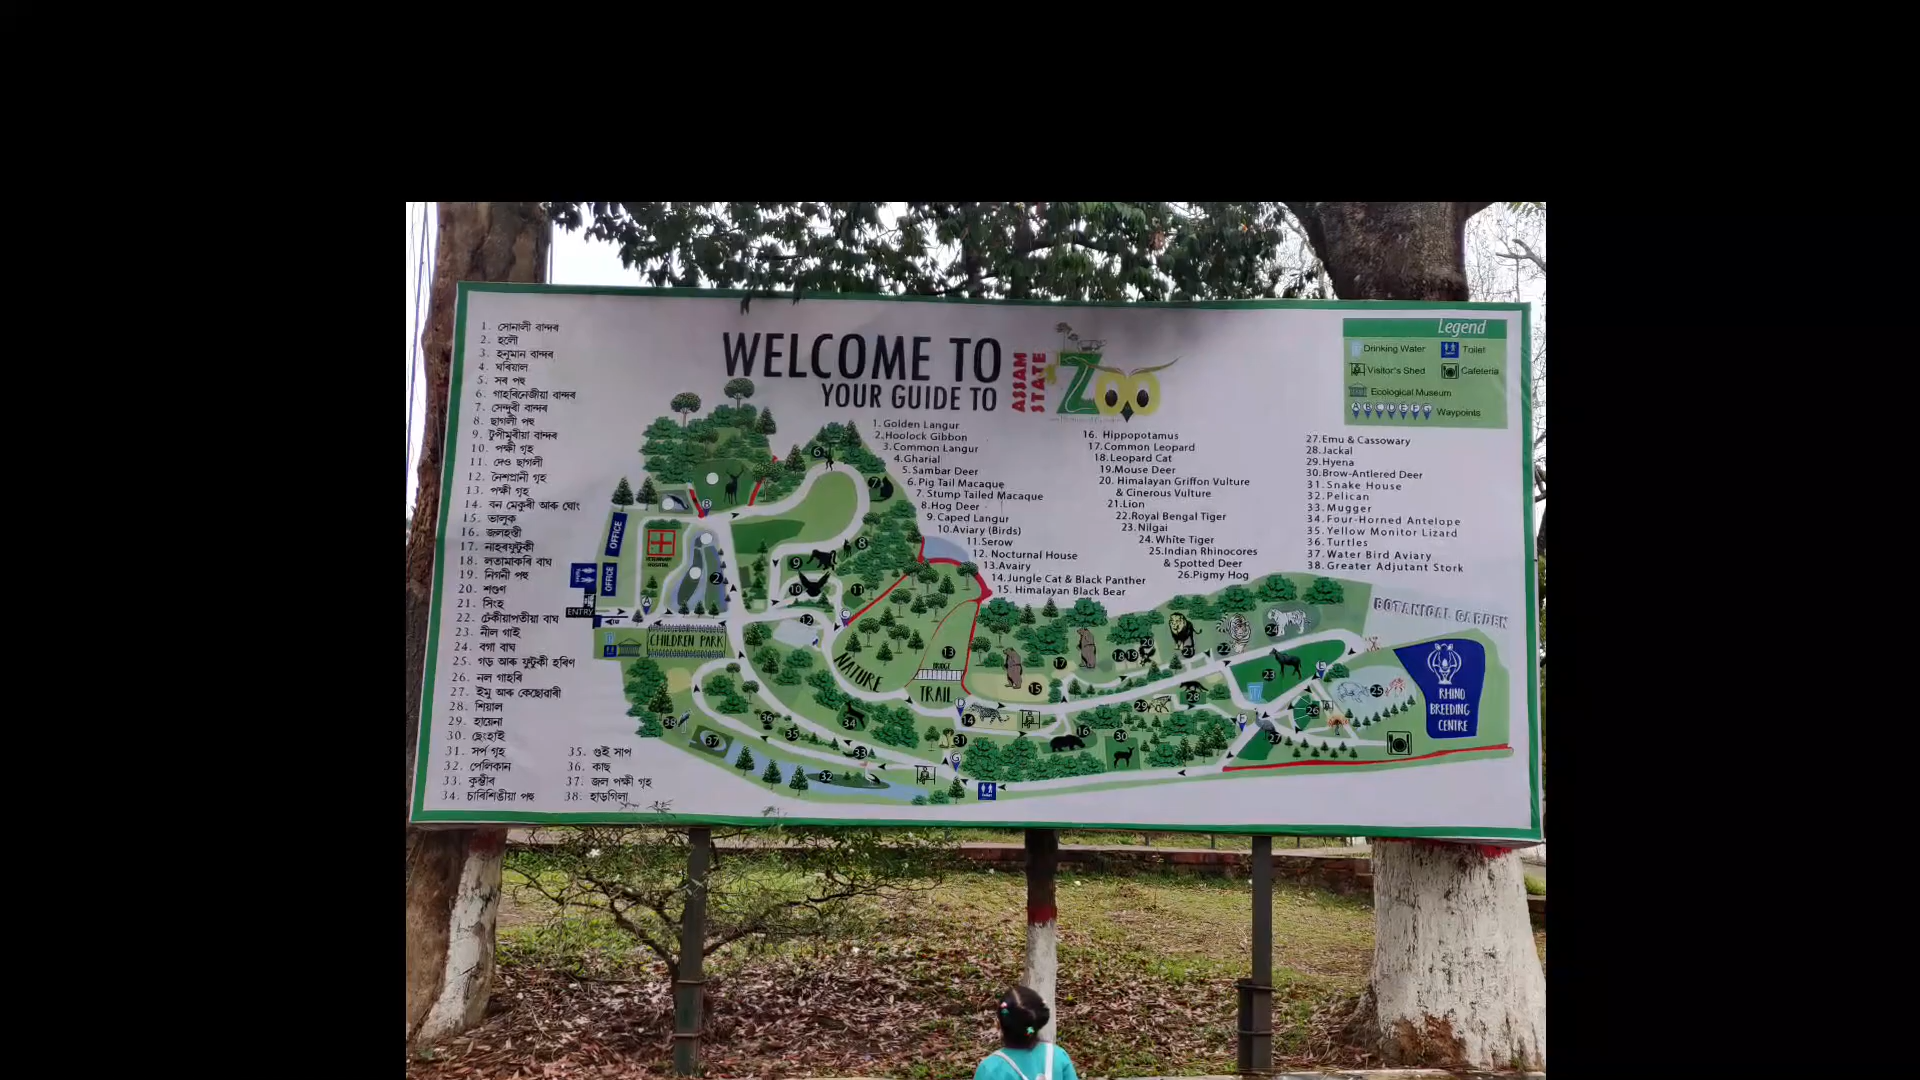 WELCOME TO
YOUR GUIDE TO
ASSAM
STATE
ZOO
1. সোনালী বান্দৰ
2. হলৌ
3. হনুমান বান্দৰ
4. ঘৰিয়াল
5. সৰ পহু
6. গাহৰিনেজীয়া বান্দৰ
7. সেন্দুৰী বান্দৰ
8. ছাগলী পহু
9. টুপীমূৰীয়া বান্দৰ
10. পক্ষী গৃহ
11. দেও ছাগলী
12. নৈশপ্ৰানী গৃহ
13. পক্ষী গৃহ
14. বন মেকুৰী আৰু ঘোং
15. ভালুক
16. জলহস্তী
17. নাহৰফুটুকী
18. লতামাকৰি বাঘ
19. নিগনী পহু
20. শগুণ
21. সিংহ
22. ঢেকীয়াপতীয়া বাঘ
23. নীল গাই
24. বগা বাঘ
25. গড় আৰু ফুটুকী হৰিণ
26. নল গাহৰি
27. ইমু আৰু কেছোৱাৰী
28. শিয়াল
29. হায়েনা
30. ছেংহাই
31. সৰ্প গৃহ
32. পেলিকান
33. কুম্ভীৰ
34. চাৰিশিঙীয়া পহু
35. গুই সাপ
36. কাছ
37. জল পক্ষী গৃহ
38. হাড়গিলা
1. Golden Langur
2. Hoolock Gibbon
3. Common Langur
4. Gharial
5. Sambar Deer
6. Pig Tail Macaque
7. Stump Tailed Macaque
8. Hog Deer
9. Caped Langur
10. Aviary (Birds)
11. Serow
12. Nocturnal House
13. Avairy
14. Jungle Cat & Black Panther
15. Himalayan Black Bear
16. Hippopotamus
17. Common Leopard
18. Leopard Cat
19. Mouse Deer
20. Himalayan Griffon Vulture
& Cinerous Vulture
21. Lion
22. Royal Bengal Tiger
23. Nilgai
24. White Tiger
25. Indian Rhinocores
& Spotted Deer
26. Pigmy Hog
27. Emu & Cassowary
28. Jackal
29. Hyena
30. Brow-Antlered Deer
31. Snake House
32. Pelican
33. Mugger
34. Four-Horned Antelope
35. Yellow Monitor Lizard
36. Turtles
37. Water Bird Aviary
38. Greater Adjutant Stork
Legend
Drinking Water
Toilet
Visitor's Shed
Cafeteria
Ecological Museum
A B C D E F G Waypoints
OFFICE
OFFICE
ENTRY
CHILDREN PARK
NATURE
TRAIL
BRIDGE
BOTANICAL GARDEN
RHINO
BREEDING
CENTRE